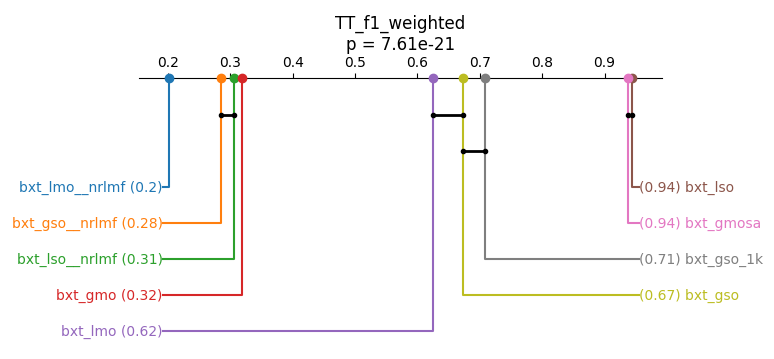 TT_f1_weighted
p = 7.61e-21
0.2 0.3 0.4 0.5 0.6 0.7 0.8 0.9
bxt_lmo__nrlmf (0.2) (0.94) bxt_lso
bxt_gso__nrlmf (0.28) (0.94) bxt_gmosa
bxt_lso__nrlmf (0.31) (0.71) bxt_gso_1k
bxt_gmo (0.32) (0.67) bxt_gso
bxt_lmo (0.62)